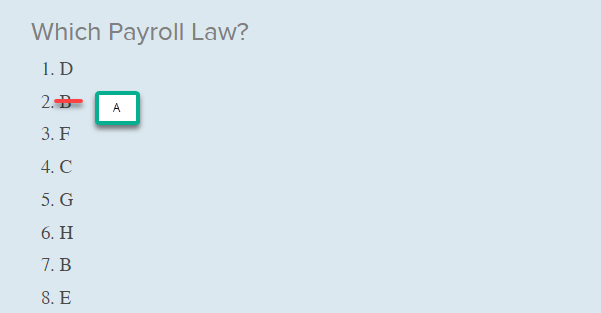 Which Payroll Law?
1. D
2. B A
3. F
4. C
5. G
6. H
7. B
8. E